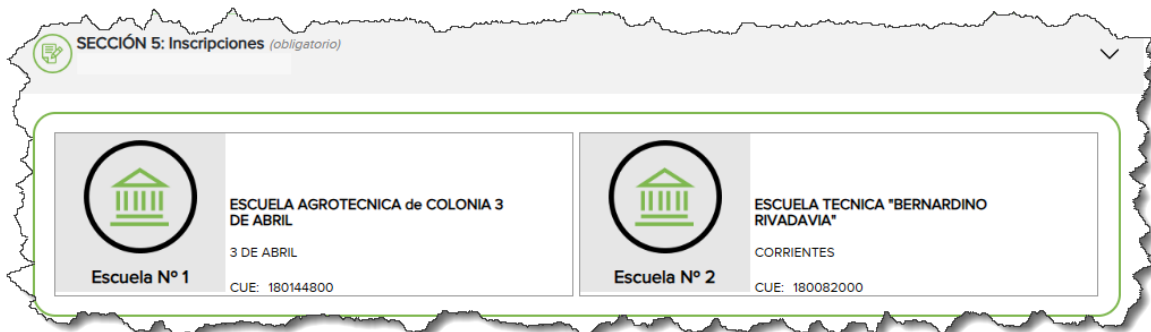 SECCIÓN 5: Inscripciones (obligatorio)
ESCUELA AGROTECNICA de COLONIA 3
DE ABRIL
3 DE ABRIL
Escuela Nº 1
CUE: 180144800
ESCUELA TECNICA "BERNARDINO
RIVADAVIA"
CORRIENTES
Escuela Nº 2
CUE: 180082000